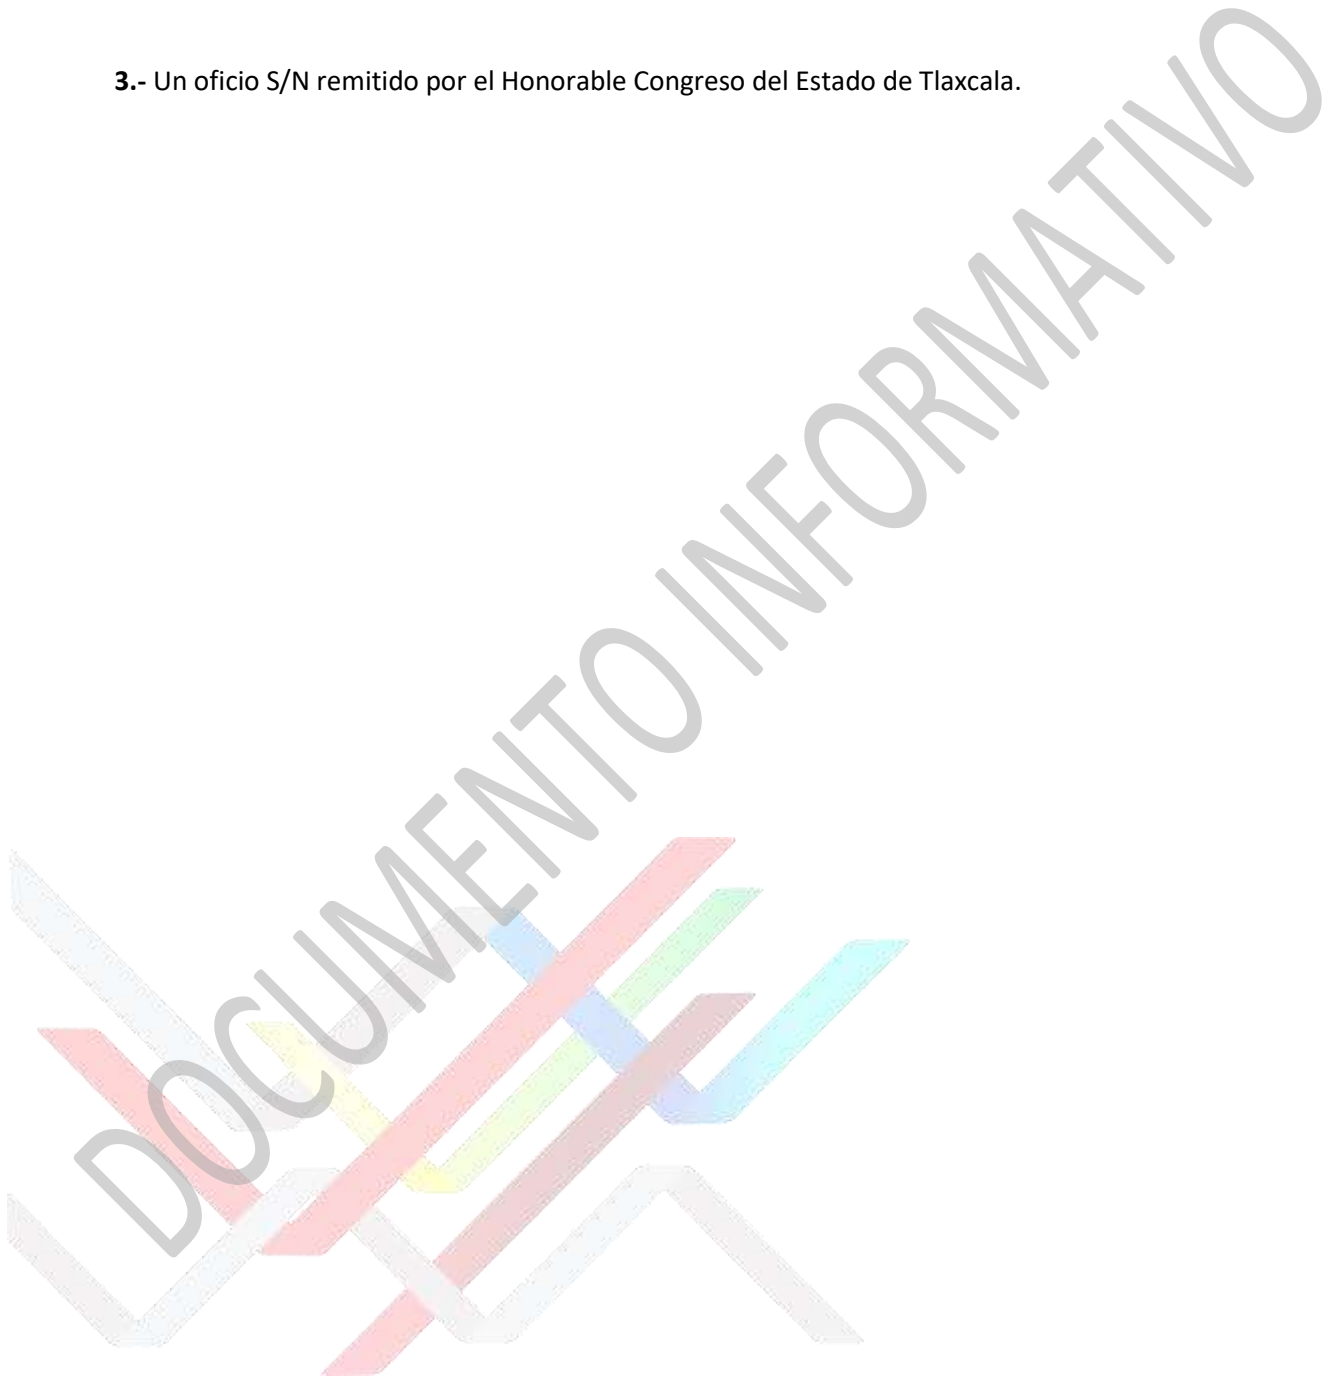 3.- Un oficio S/N remitido por el Honorable Congreso del Estado de Tlaxcala.
DOCUMENTO INFORMATIVO